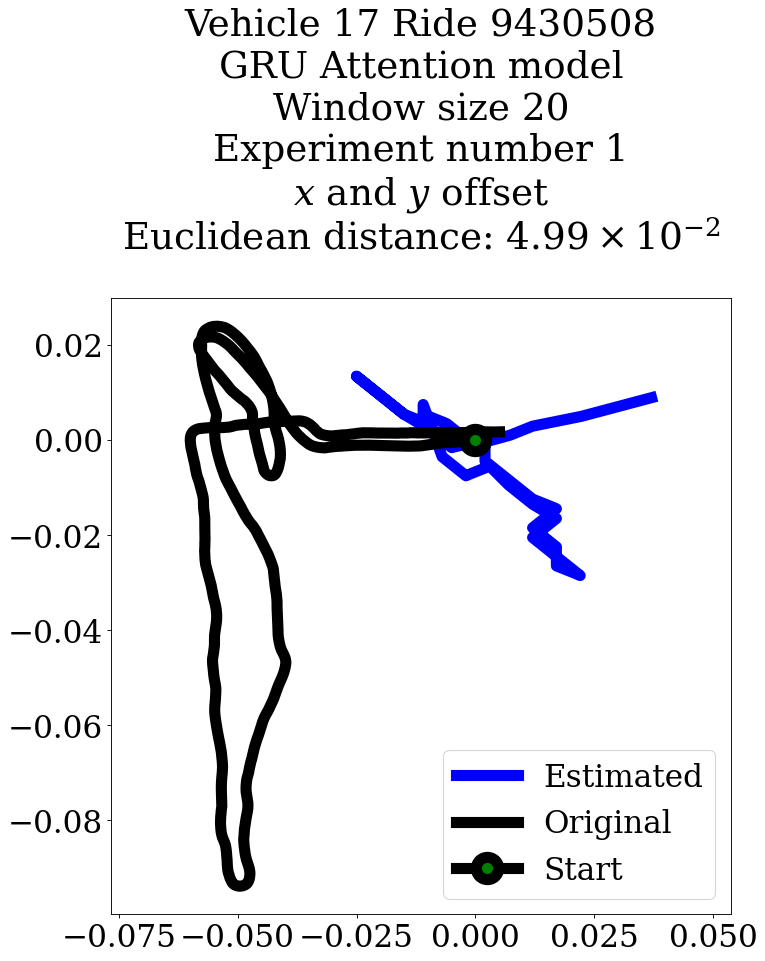 Vehicle 17 Ride 9430508
GRU Attention model
Window size 20
Experiment number 1
x and y offset
Euclidean distance: 4.99 × 10⁻²
0.02
0.00
−0.02
−0.04
−0.06
−0.08
Estimated
Original
Start
−0.075 −0.050 −0.025 0.000 0.025 0.050